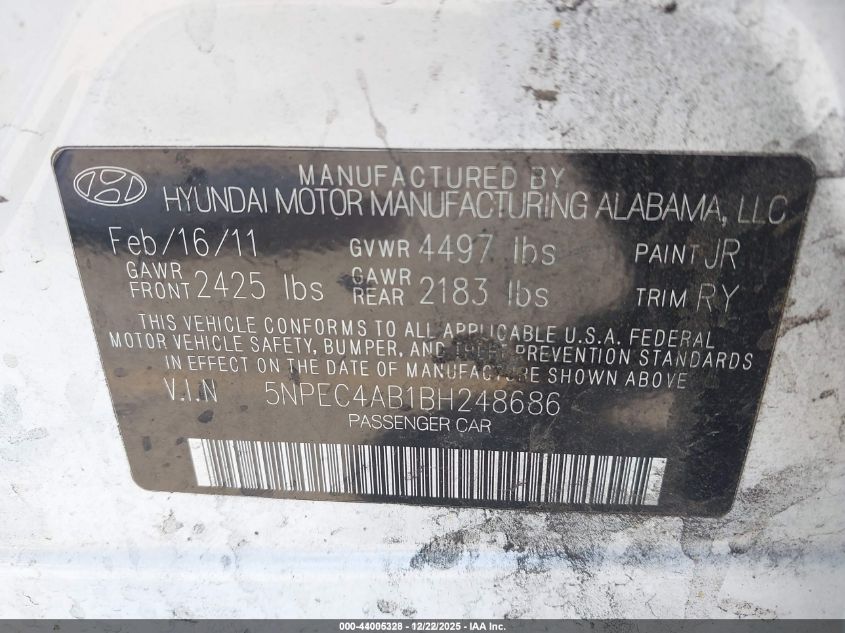 MANUFACTURED BY
HYUNDAI MOTOR MANUFACTURING ALABAMA, LLC
Feb/16/11 GVWR 4497 lbs PAINT JR
GAWR FRONT 2425 lbs GAWR REAR 2183 lbs TRIM RY
THIS VEHICLE CONFORMS TO ALL APPLICABLE U.S.A. FEDERAL
MOTOR VEHICLE SAFETY, BUMPER, AND THEFT PREVENTION STANDARDS
IN EFFECT ON THE DATE OF MANUFACTURE SHOWN ABOVE
V.I.N 5NPEC4AB1BH248686
PASSENGER CAR
000-44005328 - 12/22/2025 - IAA Inc.